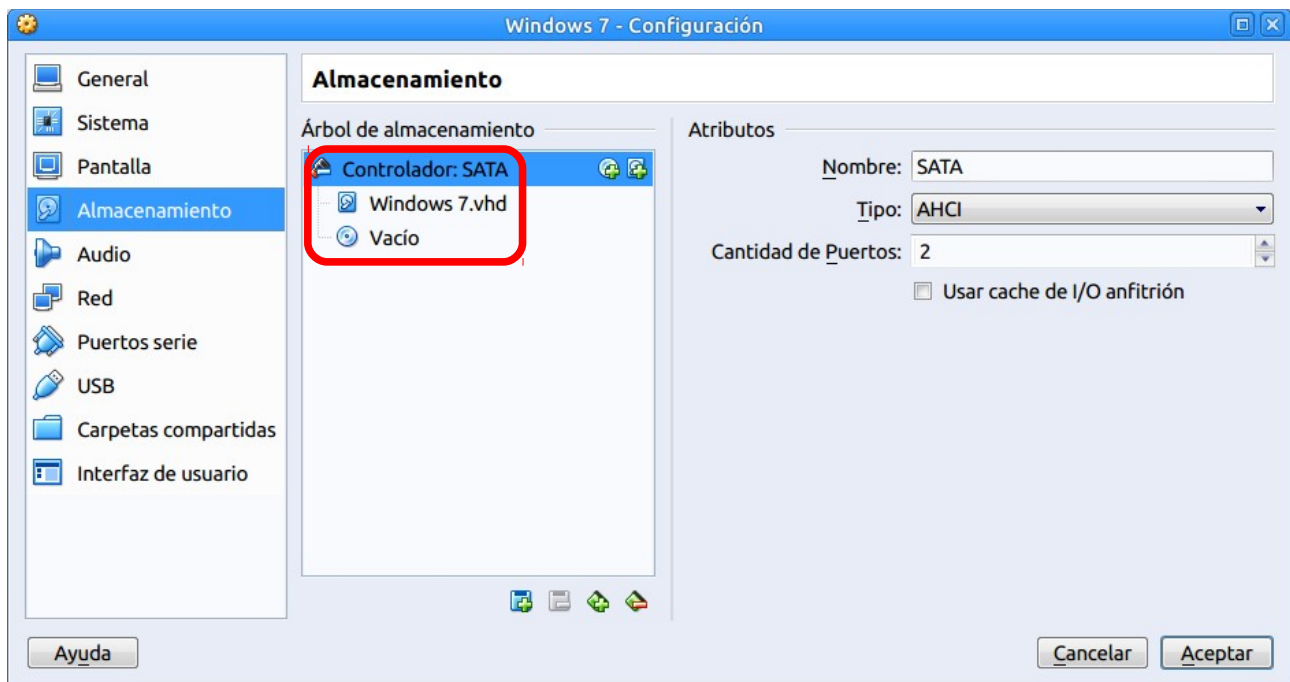 Windows 7 - Configuración
General
Sistema
Pantalla
Almacenamiento
Audio
Red
Puertos serie
USB
Carpetas compartidas
Interfaz de usuario
Almacenamiento
Árbol de almacenamiento
Controlador: SATA
Windows 7.vhd
Vacío
Atributos
Nombre: SATA
Tipo: AHCI
Cantidad de Puertos: 2
Usar cache de I/O anfitrión
Ayuda
Cancelar
Aceptar